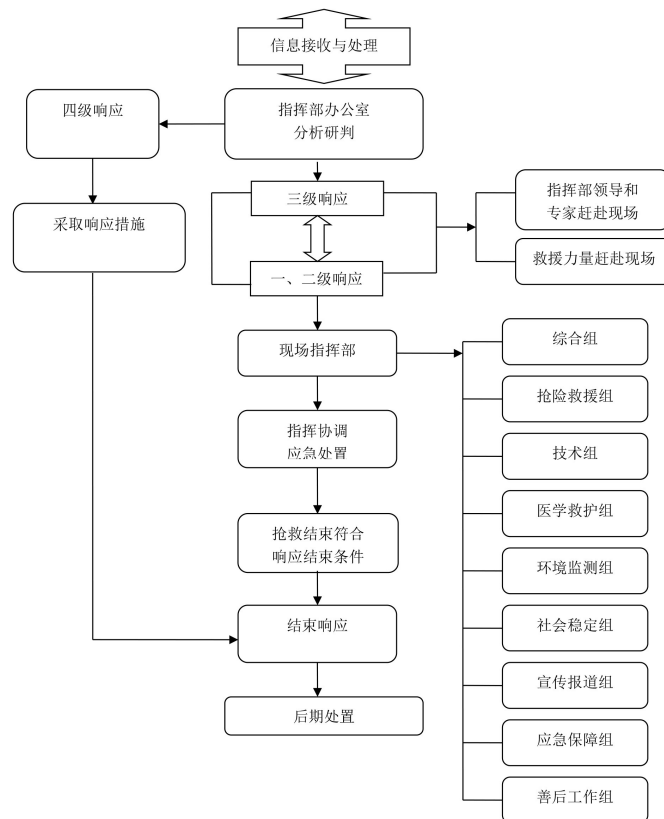 信息接收与处理
四级响应
指挥部办公室
分析研判
三级响应
指挥部领导和
专家赶赴现场
采取响应措施
救援力量赶赴现场
一、二级响应
现场指挥部
综合组
抢险救援组
指挥协调
应急处置
技术组
医学救护组
抢救结束符合
响应结束条件
环境监测组
结束响应
社会稳定组
宣传报道组
后期处置
应急保障组
善后工作组